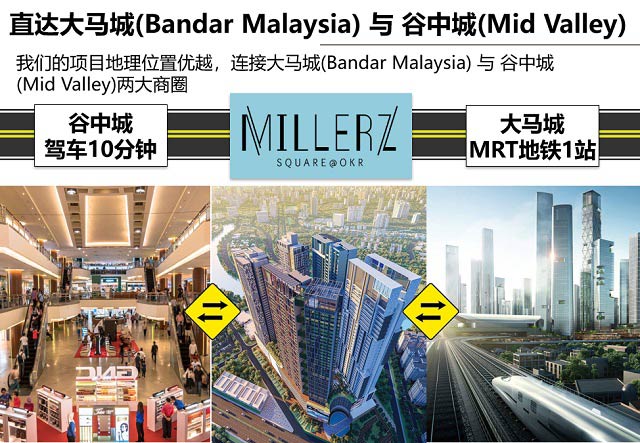 直达大马城(Bandar Malaysia) 与 谷中城(Mid Valley)
我们的项目地理位置优越，连接大马城(Bandar Malaysia) 与 谷中城
(Mid Valley)两大商圈
谷中城
驾车10分钟
MILLERZ
SQUARE@OKR
大马城
MRT地铁1站
GNC